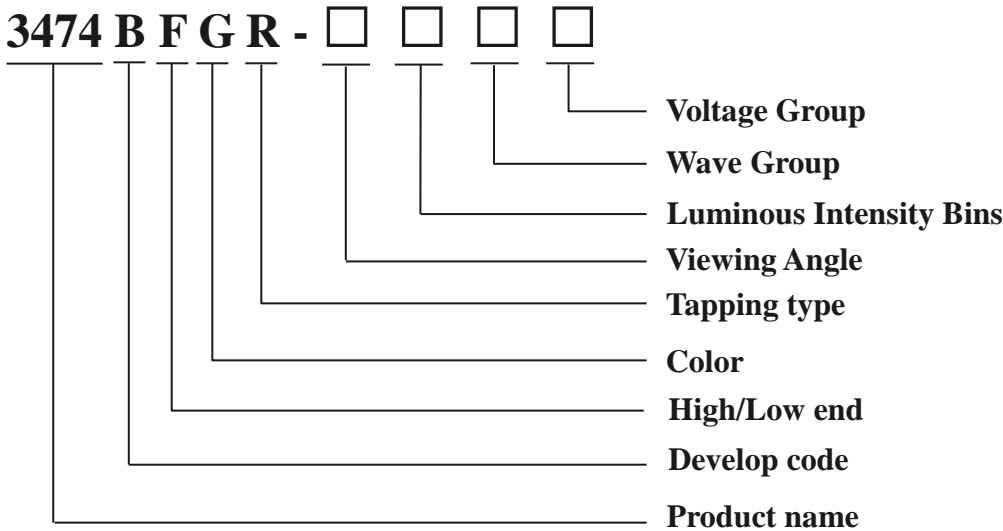 3474 B F G R - □ □ □ □
Voltage Group
Wave Group
Luminous Intensity Bins
Viewing Angle
Tapping type
Color
High/Low end
Develop code
Product name